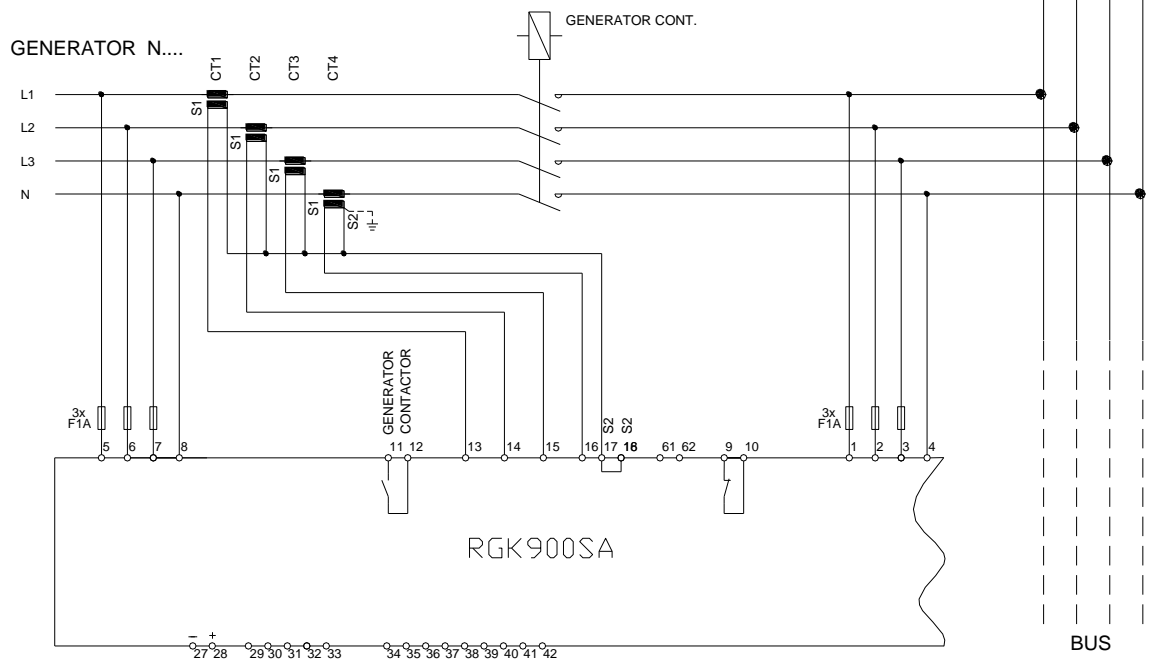 GENERATOR CONT.
GENERATOR N....
CT1
CT2
CT3
CT4
L1
S1
L2
S1
L3
S1
N
S1
S2
GENERATOR
CONTACTOR
3x
F1A
S2
S2
3x
F1A
5 6 7 8 11 12 13 14 15 16 17 18 61 62 9 10 1 2 3 4
RGK900SA
– +
27 28 29 30 31 32 33 34 35 36 37 38 39 40 41 42
BUS